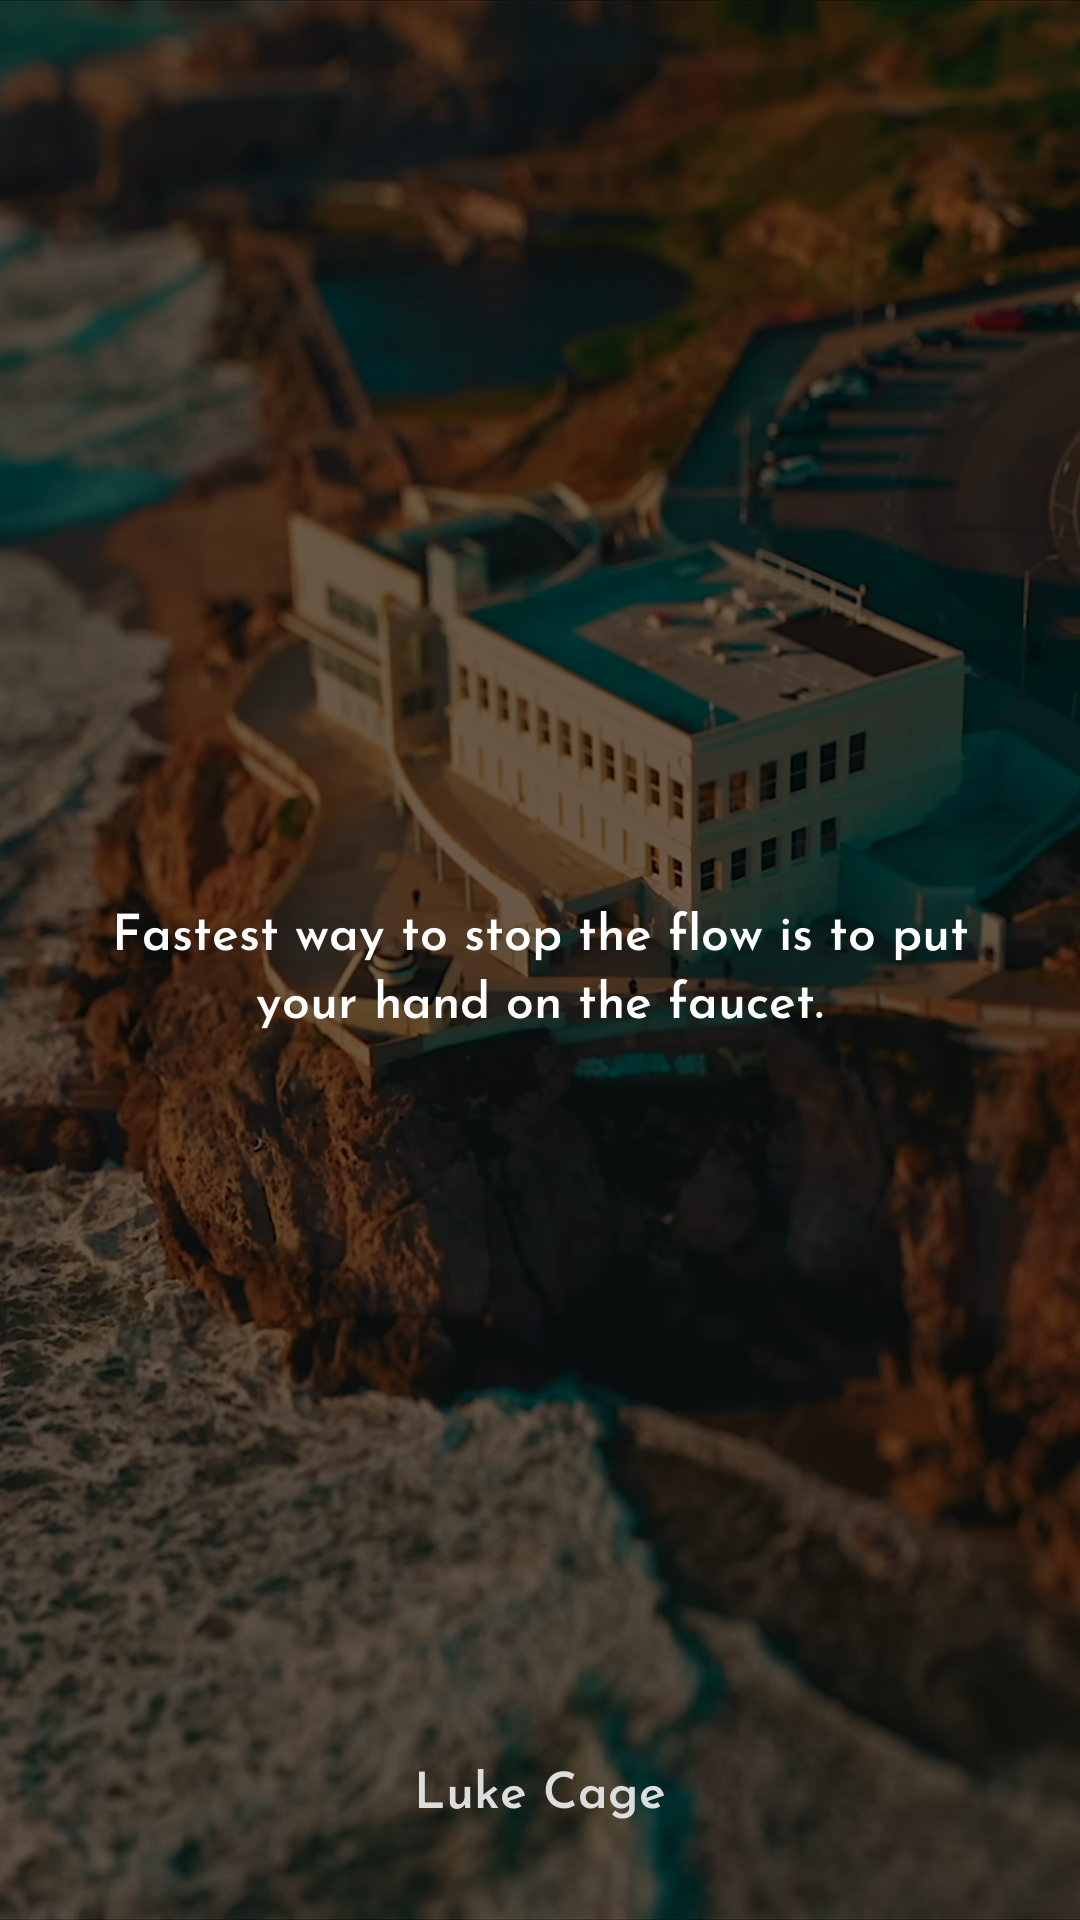 Fastest way to stop the flow is to put
your hand on the faucet.
Luke Cage